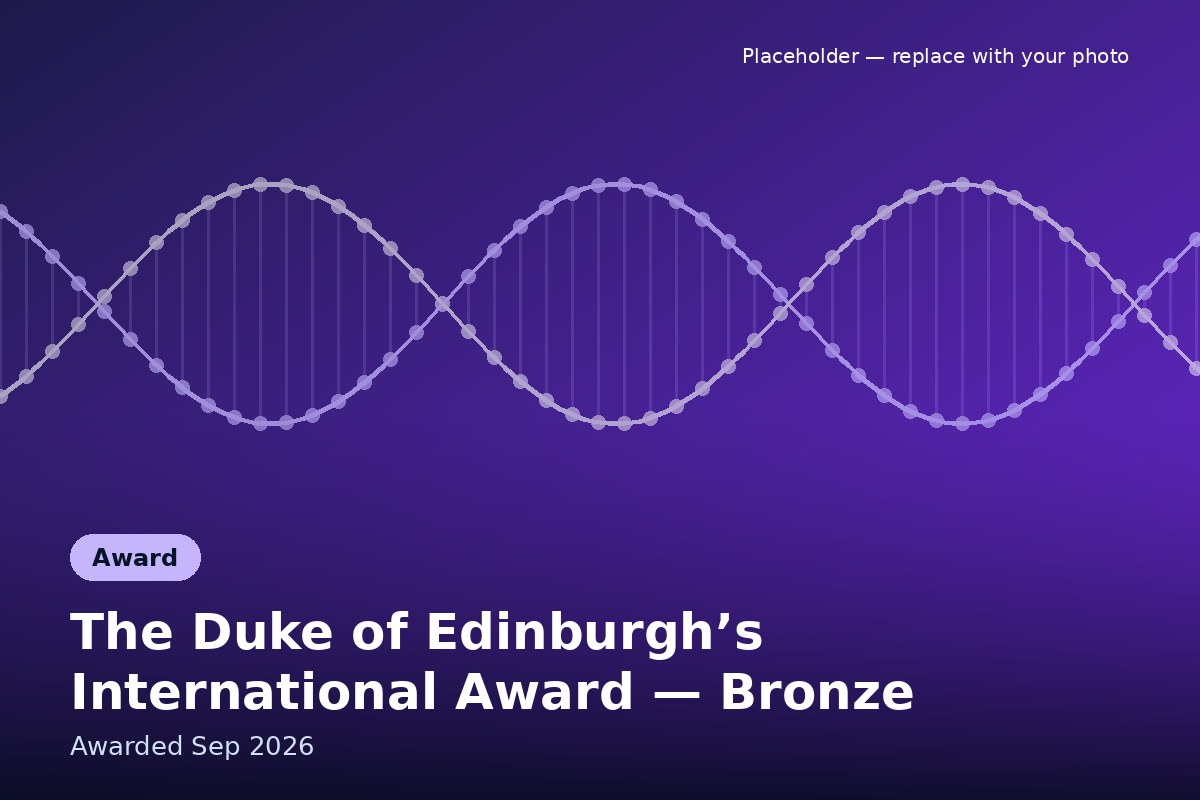 Placeholder — replace with your photo
Award
The Duke of Edinburgh’s
International Award — Bronze
Awarded Sep 2026